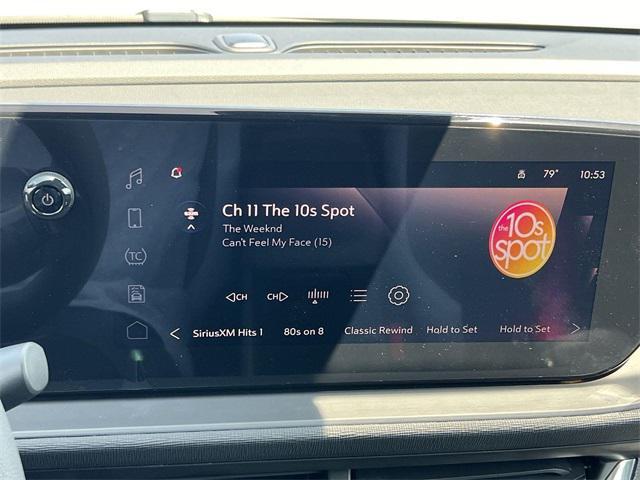 79° 10:53
Ch 11 The 10s Spot
The Weeknd
Can't Feel My Face (15)
the
10s
spot
TC
CH CH
SiriusXM Hits 1 80s on 8 Classic Rewind Hold to Set Hold to Set